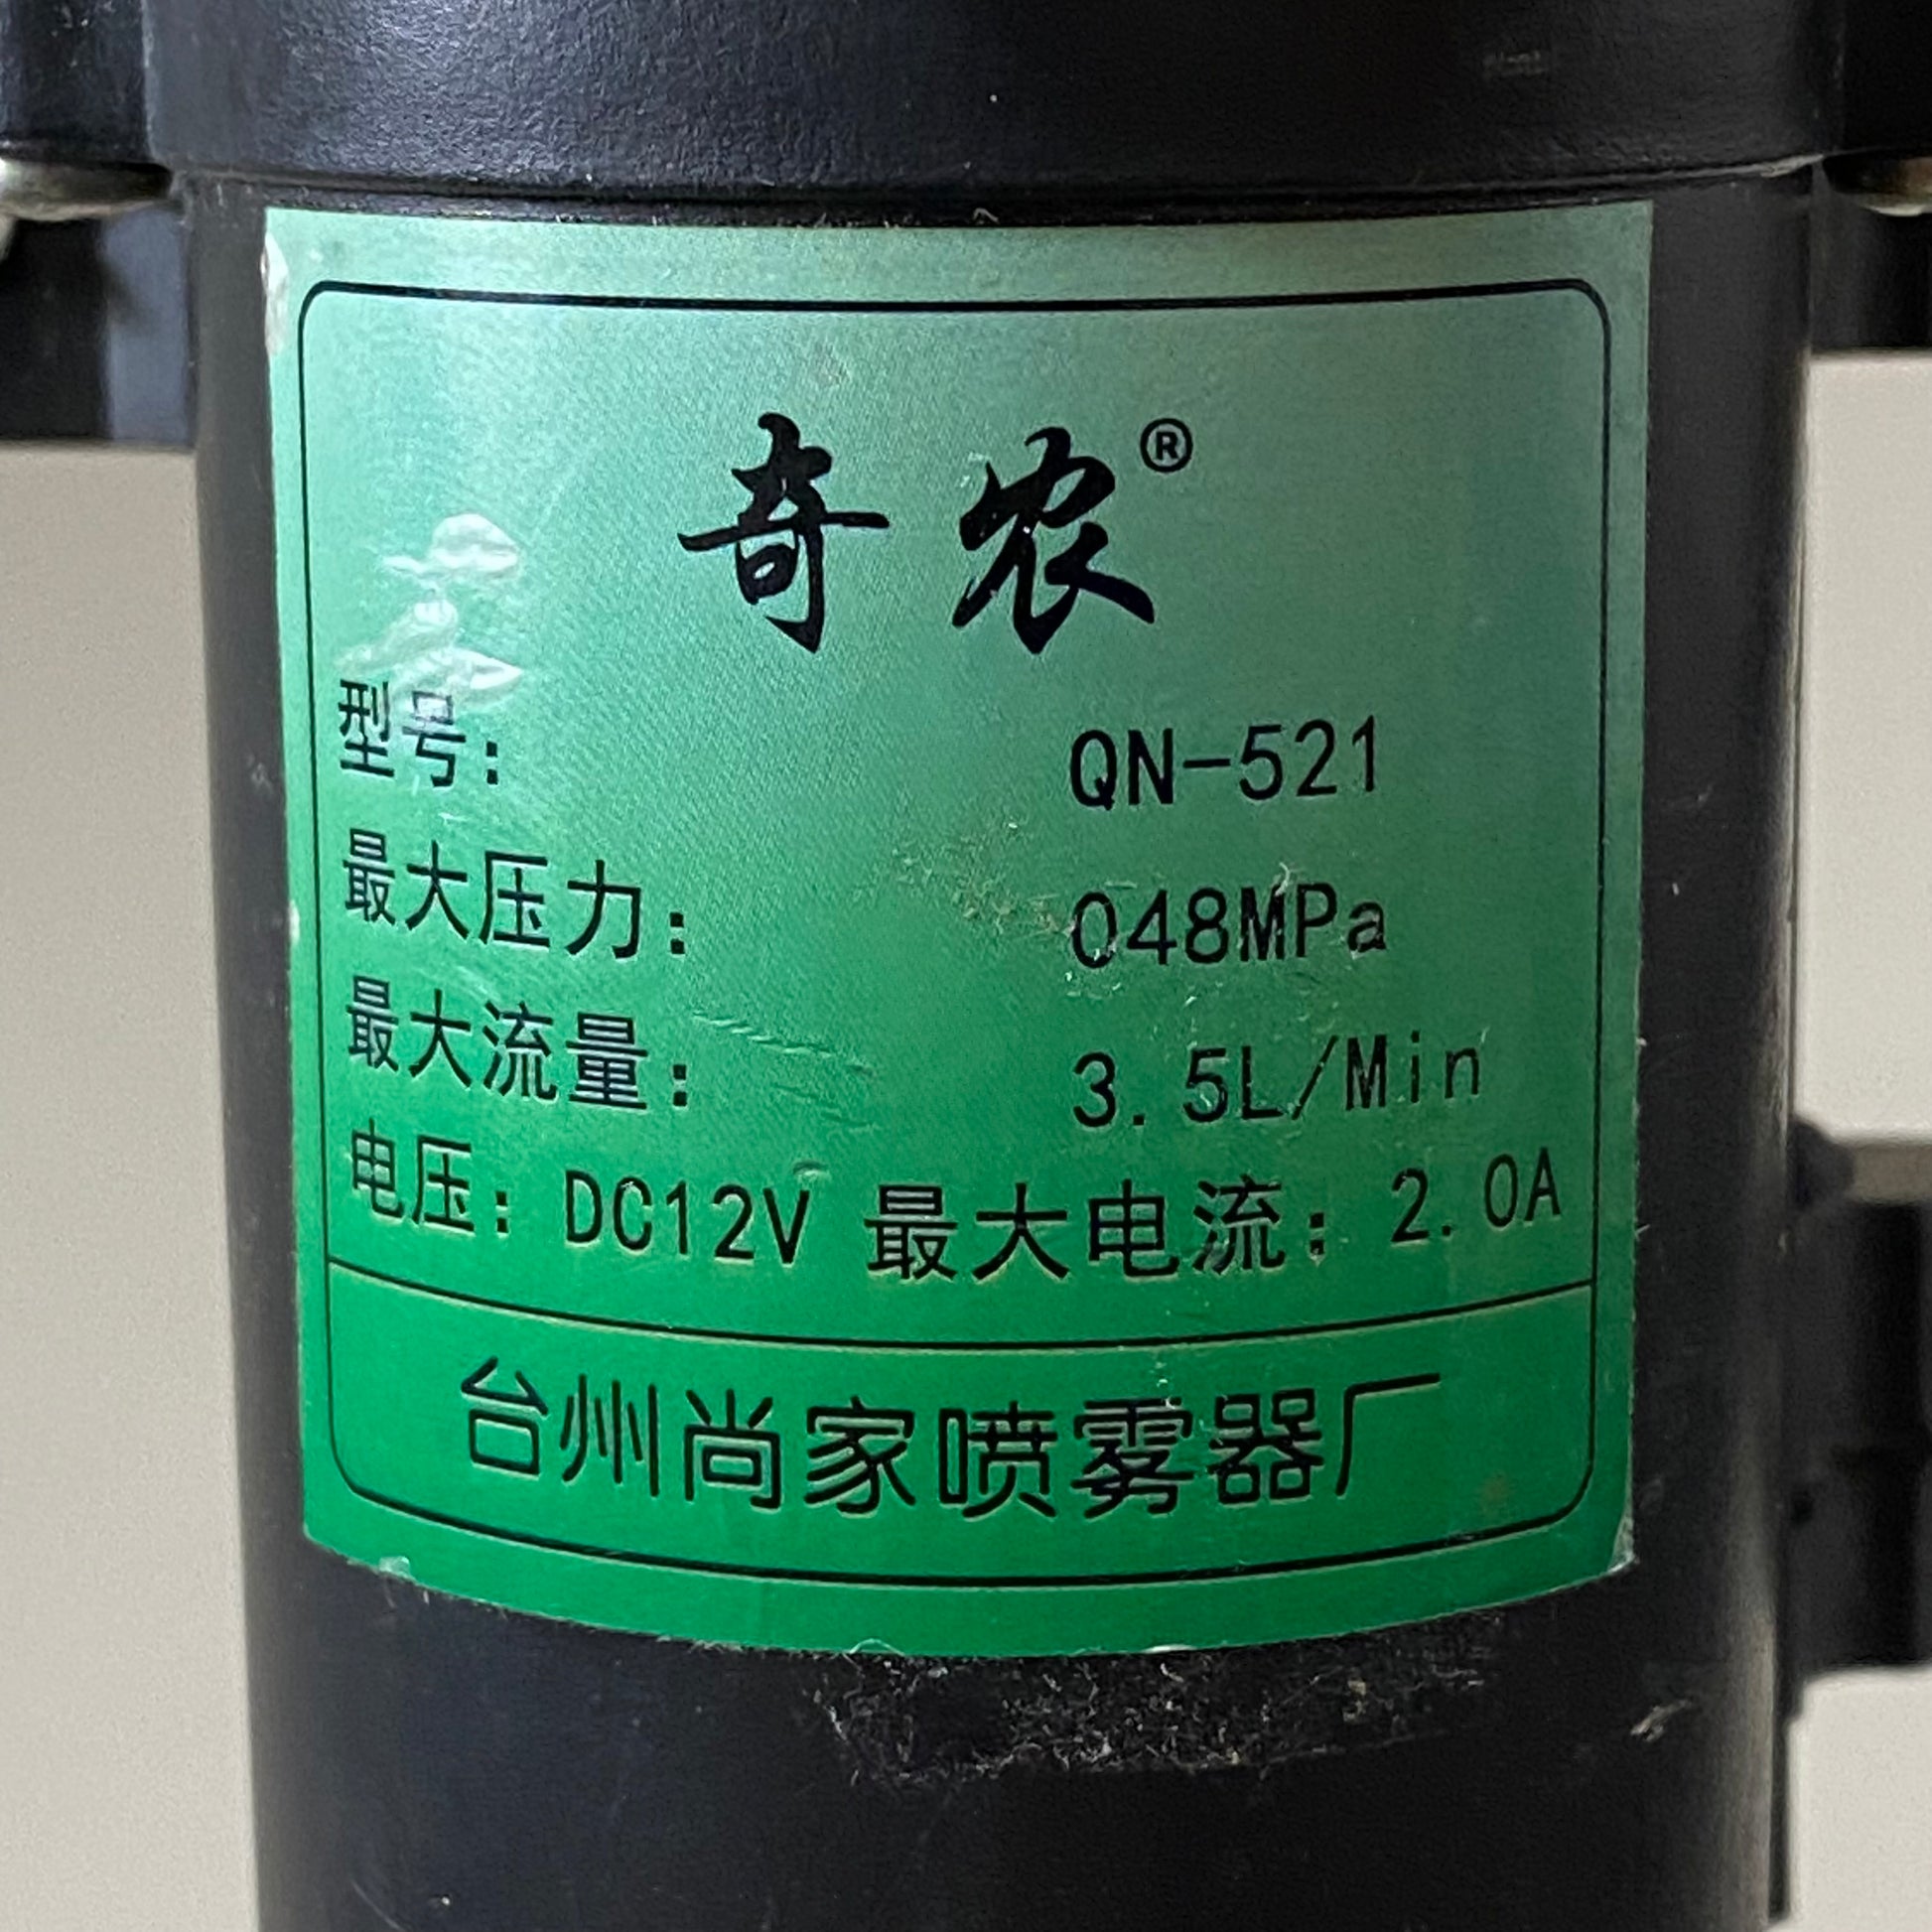 奇农®
型号: QN-521
最大压力: 048MPa
最大流量: 3.5L/Min
电压: DC12V 最大电流: 2.0A
台州尚家喷雾器厂